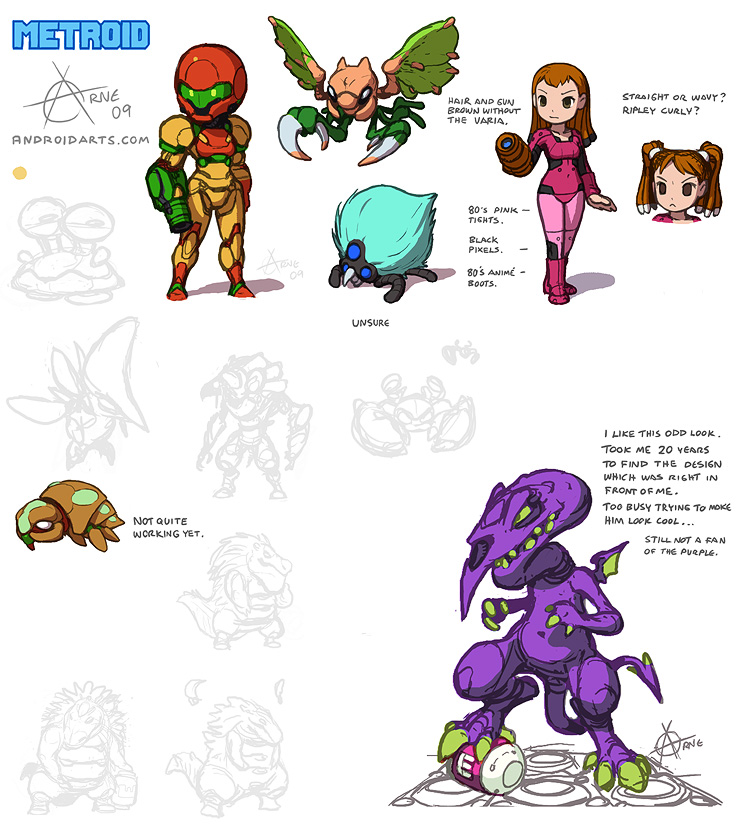 METROID
ARNE
09
ANDROIDARTS.COM
HAIR AND GUN
BROWN WITHOUT
THE VARIA.
STRAIGHT OR WAVY?
RIPLEY CURLY?
80'S PINK –
TIGHTS.
BLACK –
PIXELS.
80'S ANIMÉ –
BOOTS.
ARNE
09
UNSURE
NOT QUITE
WORKING YET.
I LIKE THIS ODD LOOK.
TOOK ME 20 YEARS
TO FIND THE DESIGN
WHICH WAS RIGHT IN
FRONT OF ME.
TOO BUSY TRYING TO MAKE
HIM LOOK COOL...
STILL NOT A FAN
OF THE PURPLE.
ARNE
E